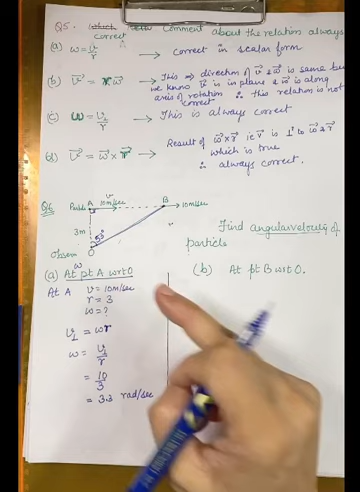 Q5. which Comment about the relation always
correct
(a) ω = v/r → Correct in scalar form
(b) v⃗ = rω⃗ → This ⇒ direction of v⃗ & ω⃗ is same but
we know v⃗ is in plane & ω⃗ is along
axis of rotation ∴ this relation is not
correct
(c) ω = v⊥/r → This is always correct
(d) v⃗ = ω⃗ × r⃗ → Result of ω⃗×r⃗ ie v⃗ is ⊥r to ω⃗ & r⃗
which is true
∴ always correct.
Q6.
v
A 10m/sec B 10m/sec
3m
53°
O
ω
Find angular velocity of
particle
(a) At pt A wrt O (b) At pt B wrt O.
At A v = 10m/sec
r = 3
ω = ?
v⊥ = ωr
ω = v⊥/r
= 10/3
= 3.3 rad/sec